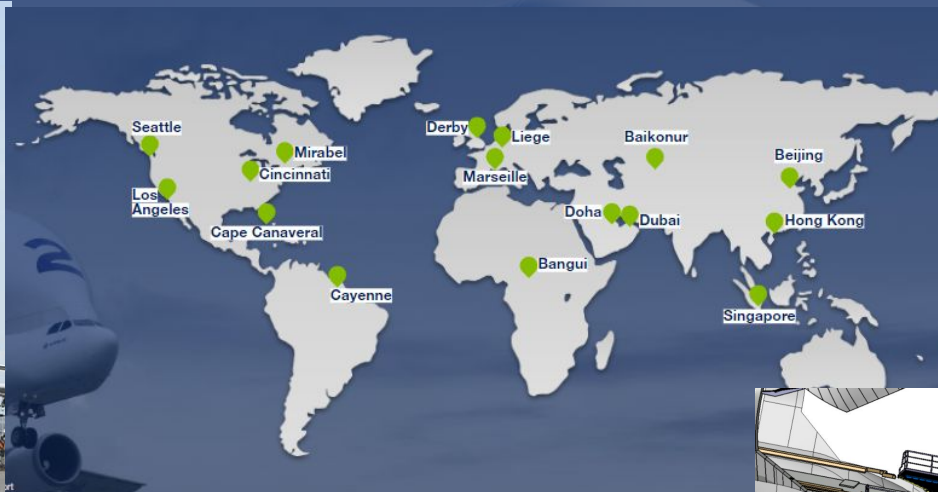 Seattle
Mirabel
Cincinnati
Los
Angeles
Cape Canaveral
Cayenne
Derby
Liege
Marseille
Baikonur
Beijing
Doha
Dubai
Hong Kong
Bangui
Singapore